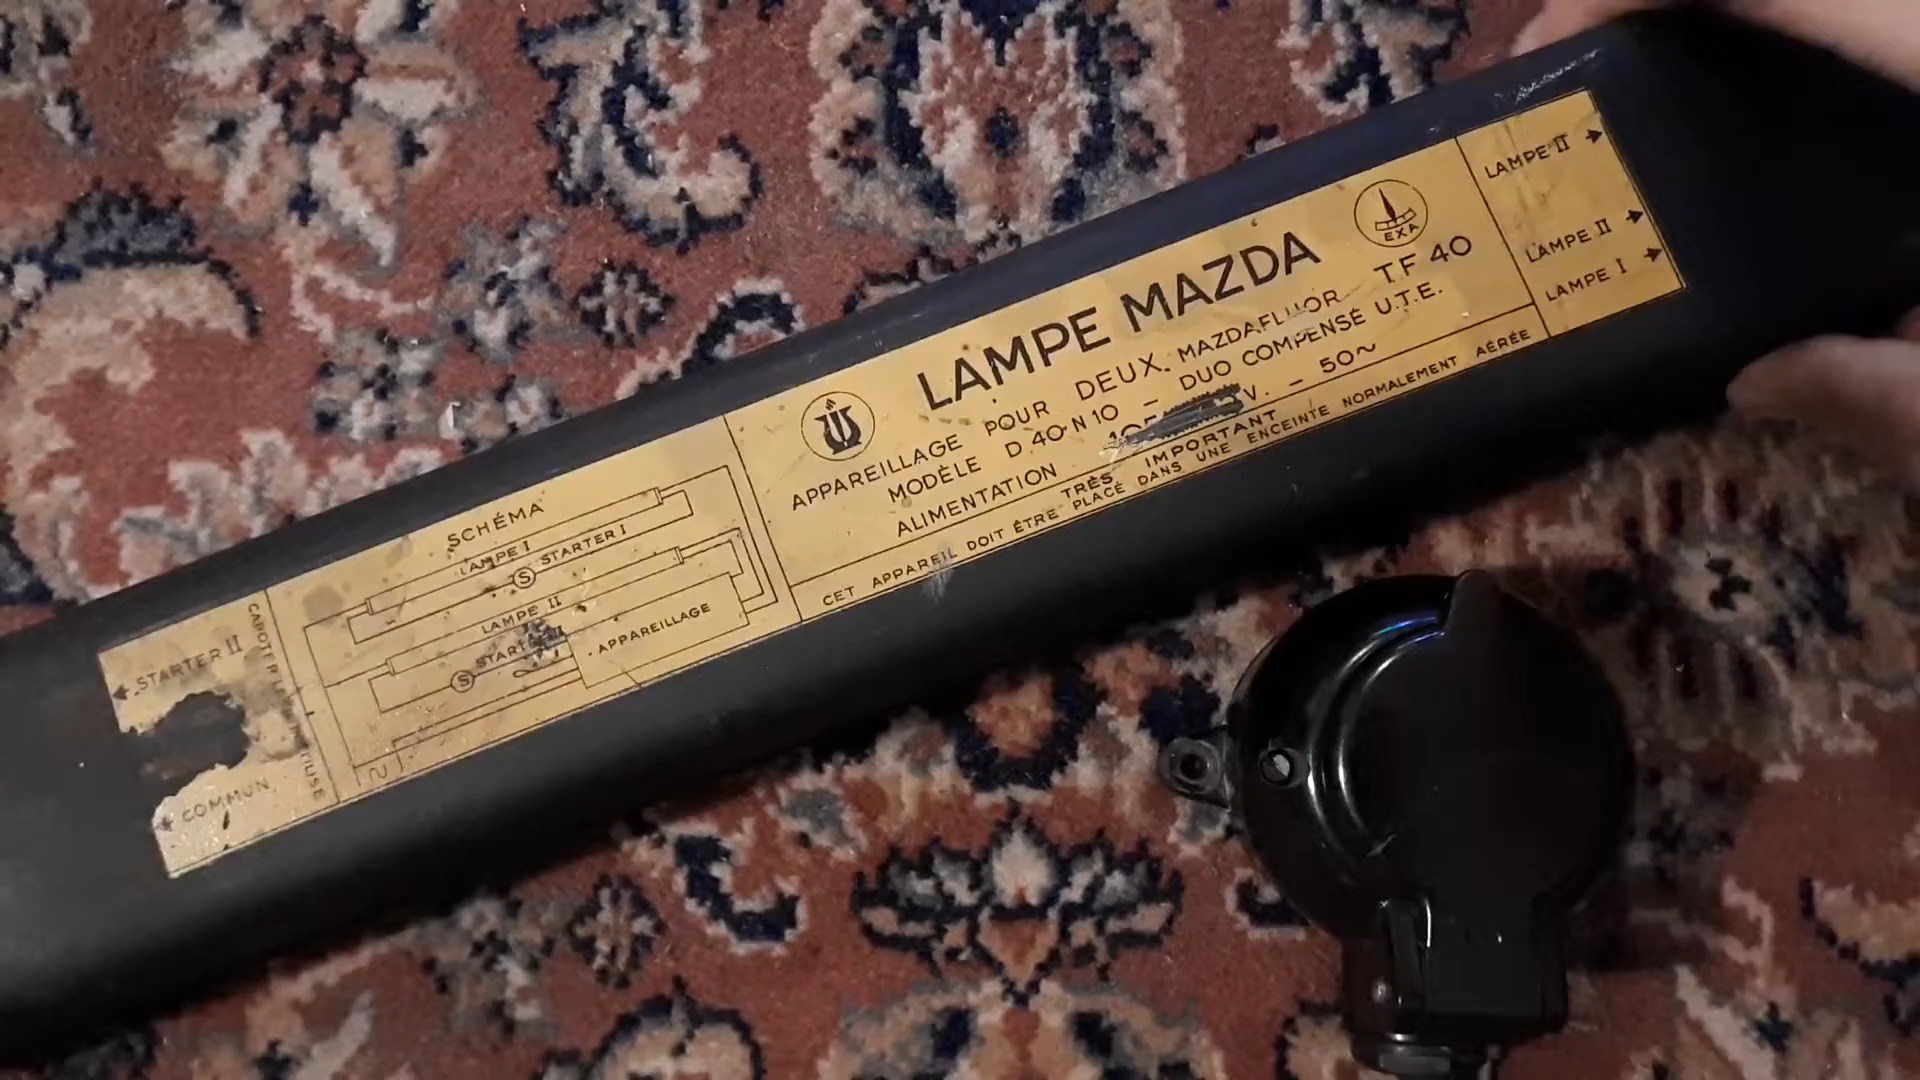 STARTER II
COMMUN
SCHÉMA
LAMPE I
S STARTER I
LAMPE II
S
APPAREILLAGE
LAMPE MAZDA
EXA
APPAREILLAGE POUR DEUX MAZDAFLUOR TF 40
MODÈLE D 40 N 10 - DUO COMPENSÉ U.T.E.
ALIMENTATION V. - 50~
TRÈS IMPORTANT
CET APPAREIL DOIT ÊTRE PLACÉ DANS UNE ENCEINTE NORMALEMENT AÉRÉE
LAMPE II
LAMPE II
LAMPE I